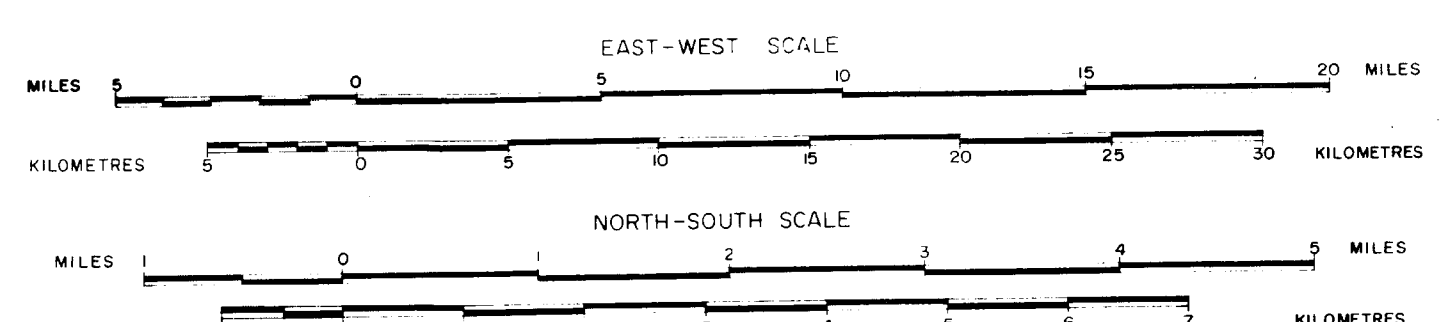 EAST-WEST SCALE
MILES 5 0 5 10 15 20 MILES
KILOMETRES 5 0 5 10 15 20 25 30 KILOMETRES
NORTH-SOUTH SCALE
MILES 1 0 1 2 3 4 5 MILES
6 7 KILOMETRES